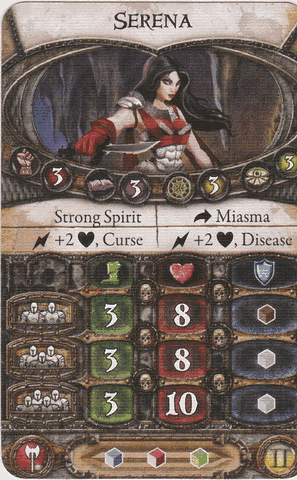 SERENA
3 3 3 3
Strong Spirit Miasma
+2 , Curse +2 , Disease
3 8
3 8
3 10
II